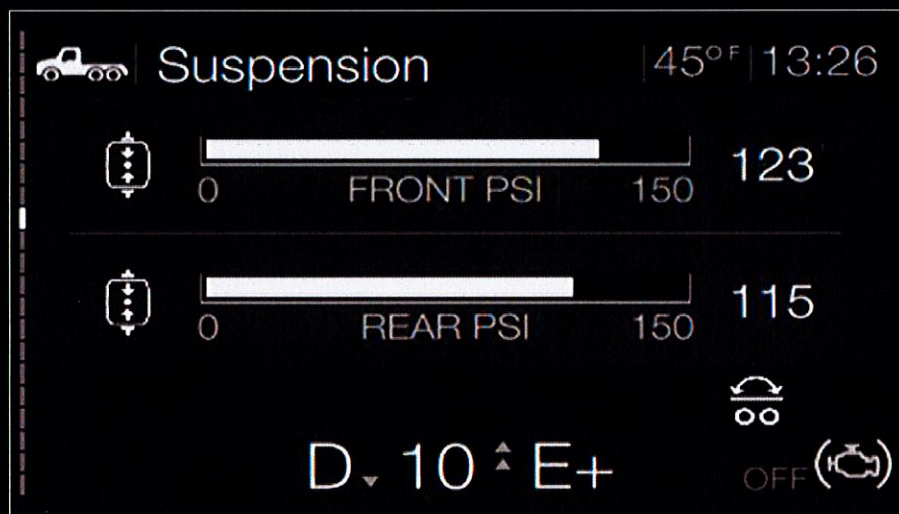 Suspension 45°F 13:26
0 FRONT PSI 150 123
0 REAR PSI 150 115
D 10 E+
OFF